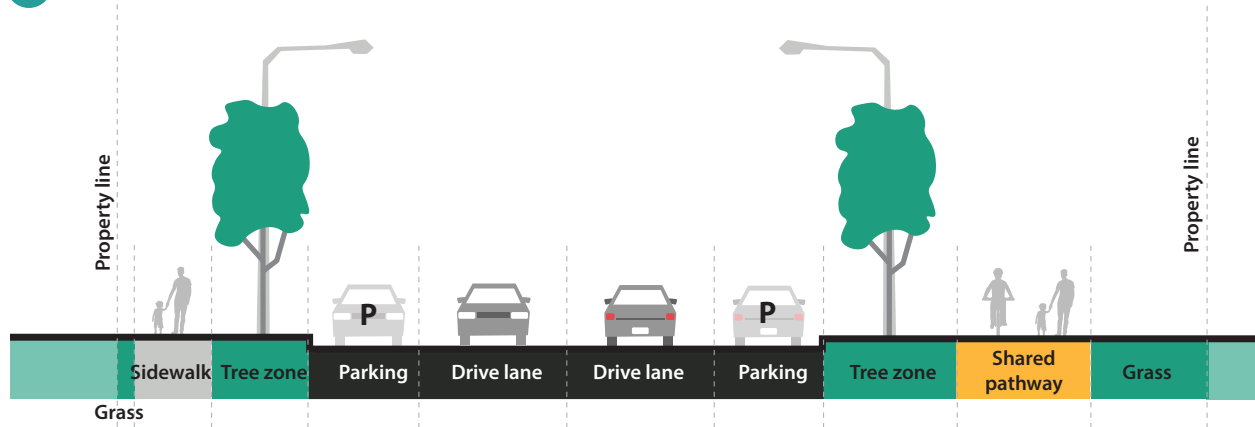 Property line
Property line
P
P
Sidewalk
Tree zone
Parking
Drive lane
Drive lane
Parking
Tree zone
Shared
pathway
Grass
Grass